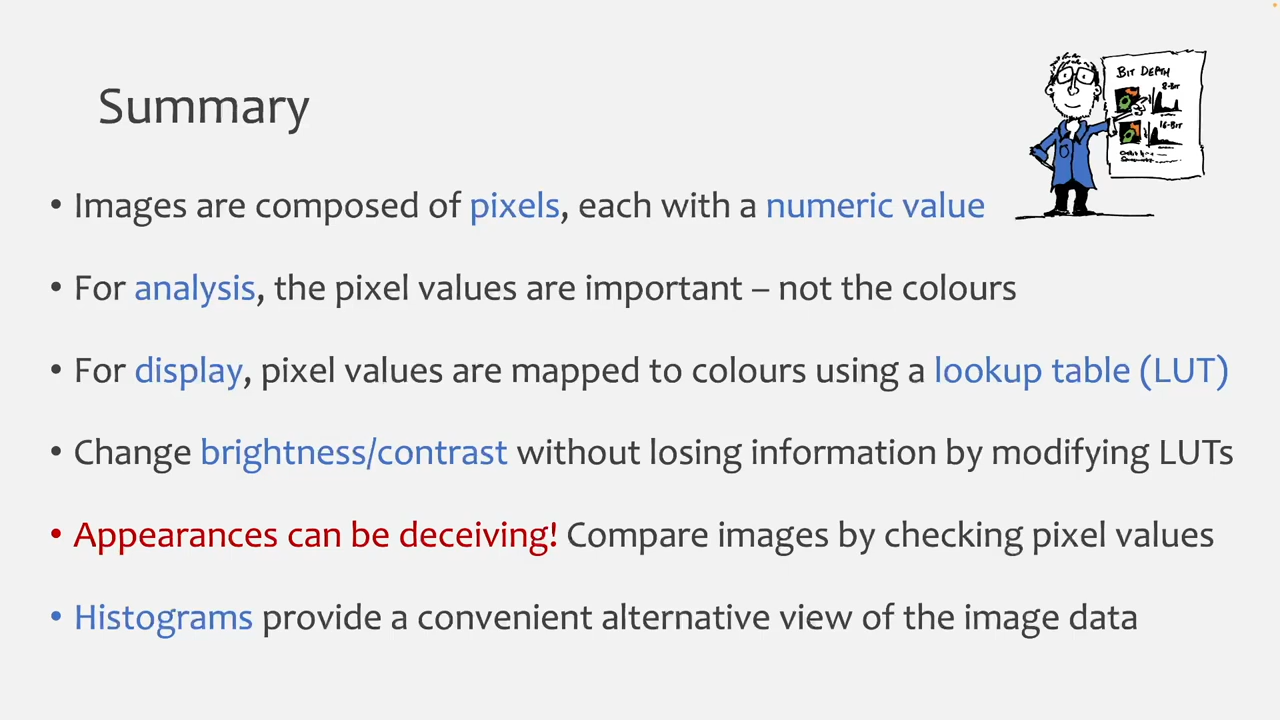 Summary
BIT DEPTH
8-BIT
16-BIT
• Images are composed of pixels, each with a numeric value
• For analysis, the pixel values are important – not the colours
• For display, pixel values are mapped to colours using a lookup table (LUT)
• Change brightness/contrast without losing information by modifying LUTs
• Appearances can be deceiving! Compare images by checking pixel values
• Histograms provide a convenient alternative view of the image data